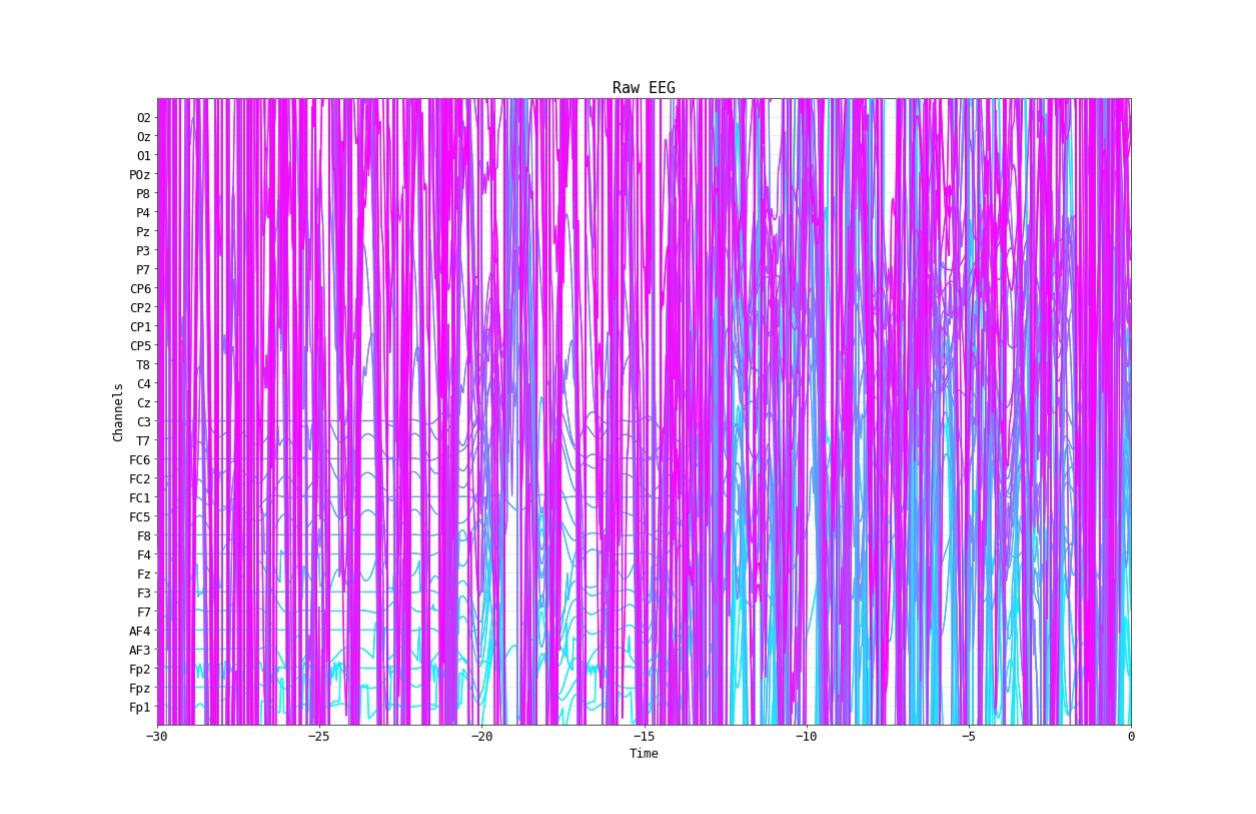 Raw EEG
O2
Oz
O1
POz
P8
P4
Pz
P3
P7
CP6
CP2
CP1
CP5
T8
C4
Cz
C3
T7
FC6
FC2
FC1
FC5
F8
F4
Fz
F3
F7
AF4
AF3
Fp2
Fpz
Fp1
Channels
−30 −25 −20 −15 −10 −5 0
Time